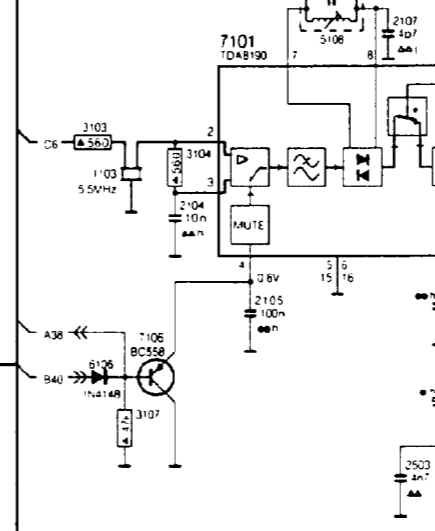 2107
4p7
5108
7101
TDA8190
7
8
3103
C6
▲560
2
3104
▲560
1103
5.5MHz
3
2104
10n
▲▲h
MUTE
4
0.6V
5 6
15 16
2105
100n
●●h
A38
7106
BC558
6106
B40
1N4148
3107
2503
4n7
▲▲